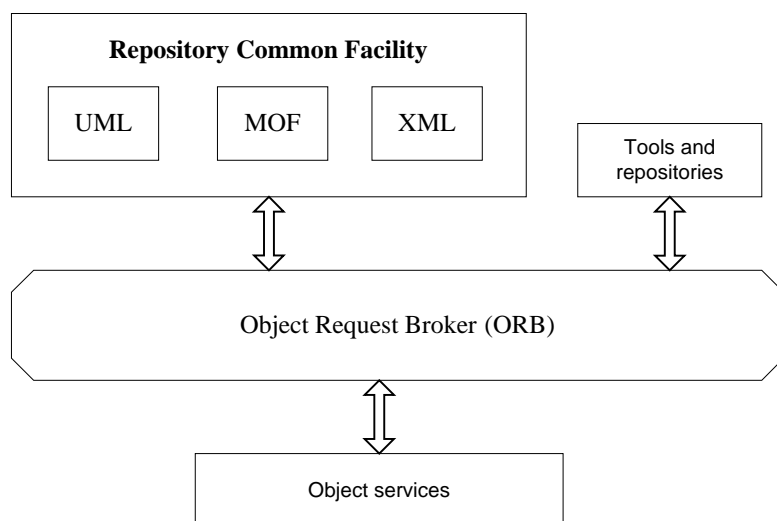 Repository Common Facility
UML MOF XML
Tools and
repositories
Object Request Broker (ORB)
Object services